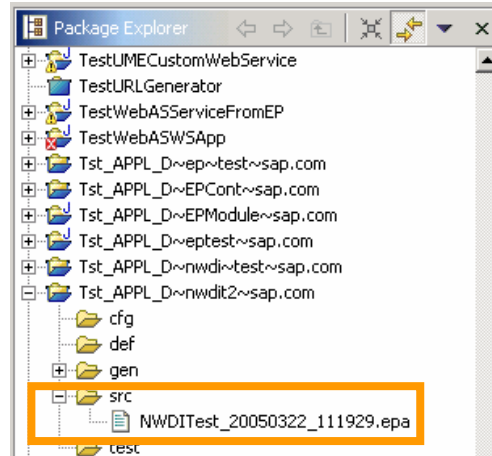 Package Explorer
TestUMECustomWebService
TestURLGenerator
TestWebASServiceFromEP
TestWebASWSApp
Tst_APPL_D~ep~test~sap.com
Tst_APPL_D~EPCont~sap.com
Tst_APPL_D~EPModule~sap.com
Tst_APPL_D~eptest~sap.com
Tst_APPL_D~nwdi~test~sap.com
Tst_APPL_D~nwdit2~sap.com
cfg
def
gen
src
NWDITest_20050322_111929.epa
test